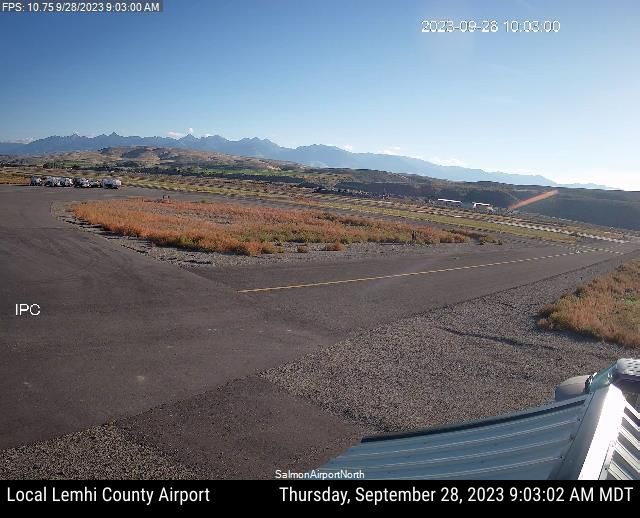 FPS: 10.75 9/28/2023 9:03:00 AM
2023-09-28 10:03:00
IPC
SalmonAirportNorth
Local Lemhi County Airport Thursday, September 28, 2023 9:03:02 AM MDT